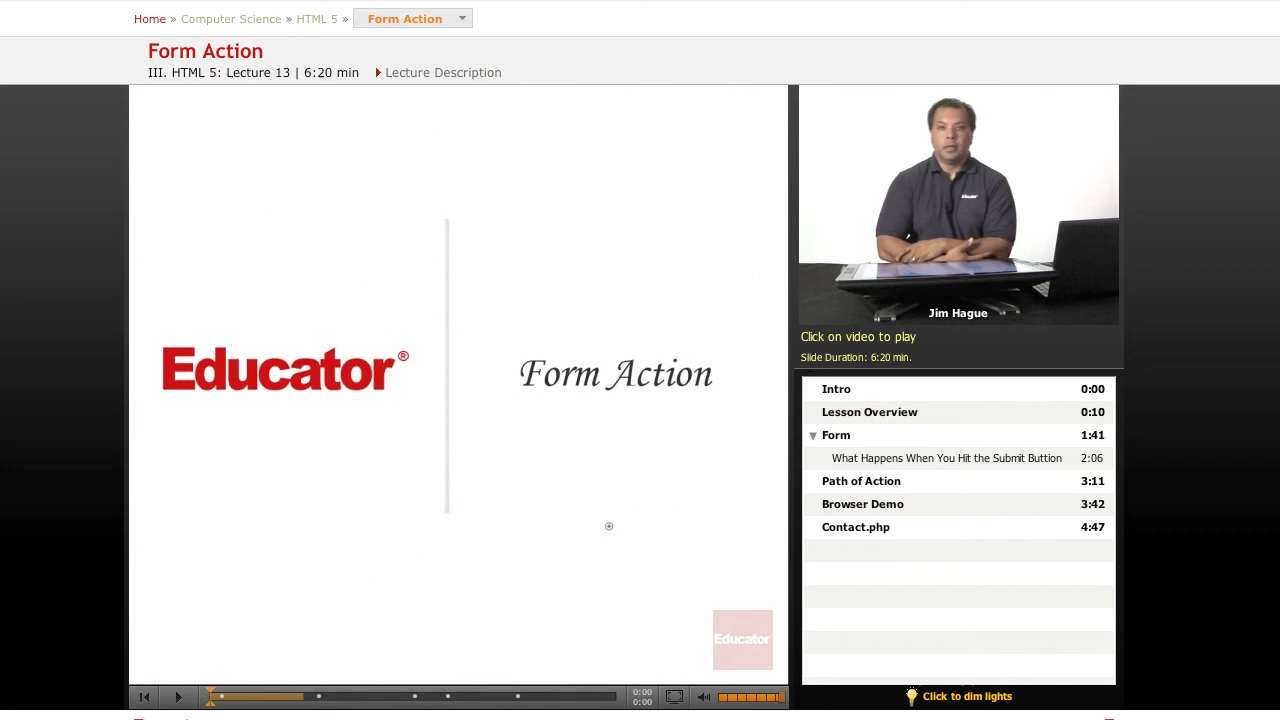 Home » Computer Science » HTML 5 » Form Action
Form Action
III. HTML 5: Lecture 13 | 6:20 min Lecture Description
Educator®
Form Action
Educator
Educator
Jim Hague
Click on video to play
Slide Duration: 6:20 min.
Intro 0:00
Lesson Overview 0:10
Form 1:41
What Happens When You Hit the Submit Buttion 2:06
Path of Action 3:11
Browser Demo 3:42
Contact.php 4:47
0:00
0:00
Click to dim lights